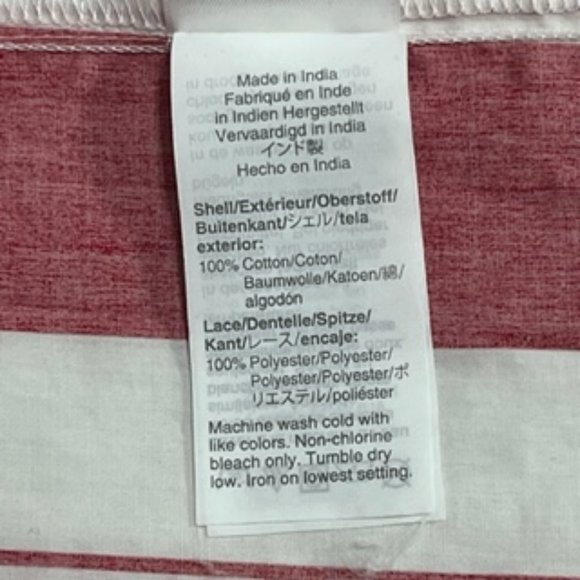 Made in India
Fabriqué en Inde
in Indien Hergestellt
Vervaardigd in India
インド製
Hecho en India
Shell/Extérieur/Oberstoff/
Buitenkant/シェル/tela
exterior:
100% Cotton/Coton/
Baumwolle/Katoen/綿/
algodón
Lace/Dentelle/Spitze/
Kant/レース/encaje:
100% Polyester/Polyester/
Polyester/Polyester/ポ
リエステル/poliéster
Machine wash cold with
like colors. Non-chlorine
bleach only. Tumble dry
low. Iron on lowest setting.